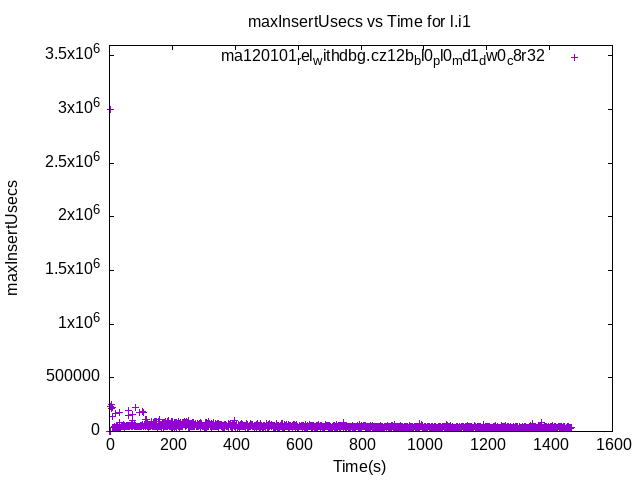 maxInsertUsecs vs Time for l.i1
ma120101_rel_withdbg.cz12b_bl0_pl0_md1_dw0_c8r32
3.5x10^6
3x10^6
2.5x10^6
2x10^6
1.5x10^6
1x10^6
500000
0
maxInsertUsecs
0 200 400 600 800 1000 1200 1400 1600
Time(s)